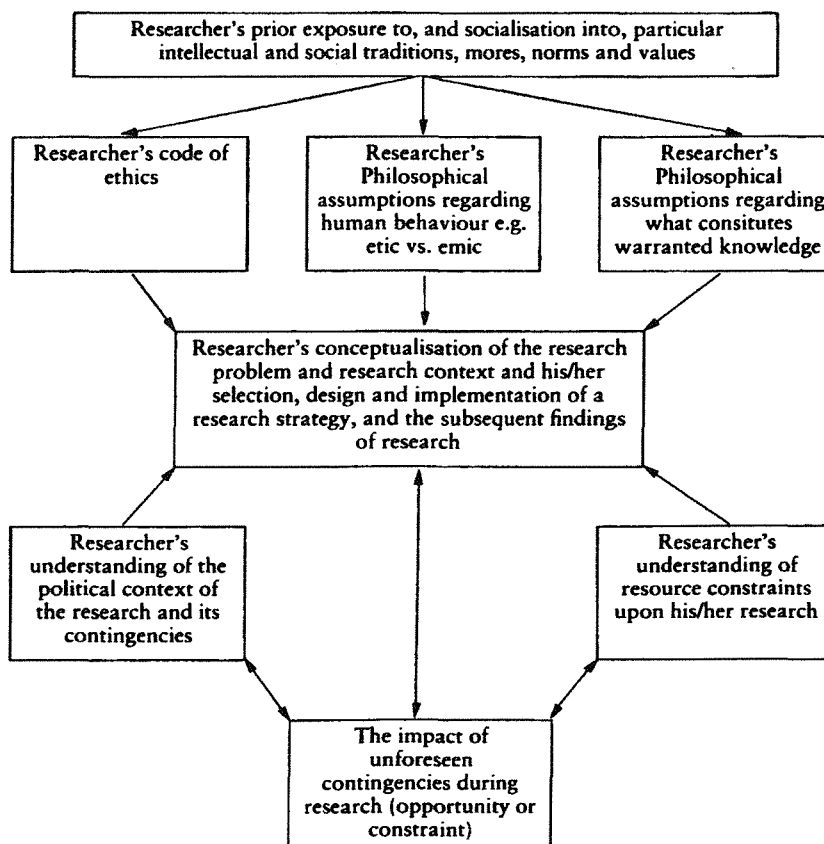 Researcher's prior exposure to, and socialisation into, particular
intellectual and social traditions, mores, norms and values
Researcher's code of
ethics
Researcher's
Philosophical
assumptions regarding
human behaviour e.g.
etic vs. emic
Researcher's
Philosophical
assumptions regarding
what consitutes
warranted knowledge
Researcher's conceptualisation of the research
problem and research context and his/her
selection, design and implementation of a
research strategy, and the subsequent findings
of research
Researcher's
understanding of the
political context of
the research and its
contingencies
Researcher's
understanding of
resource constraints
upon his/her research
The impact of
unforeseen
contingencies during
research (opportunity or
constraint)